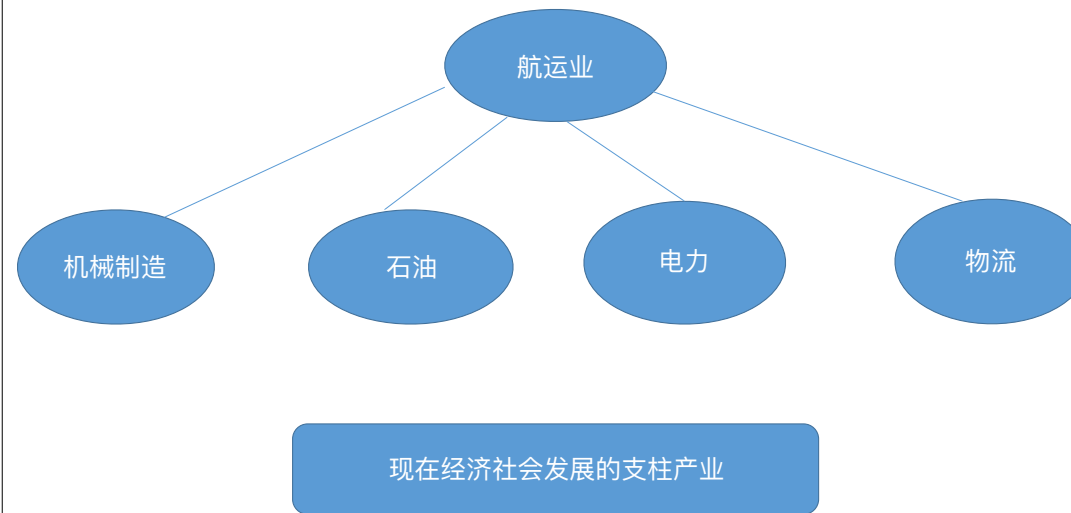 航运业
机械制造
石油
电力
物流
现在经济社会发展的支柱产业